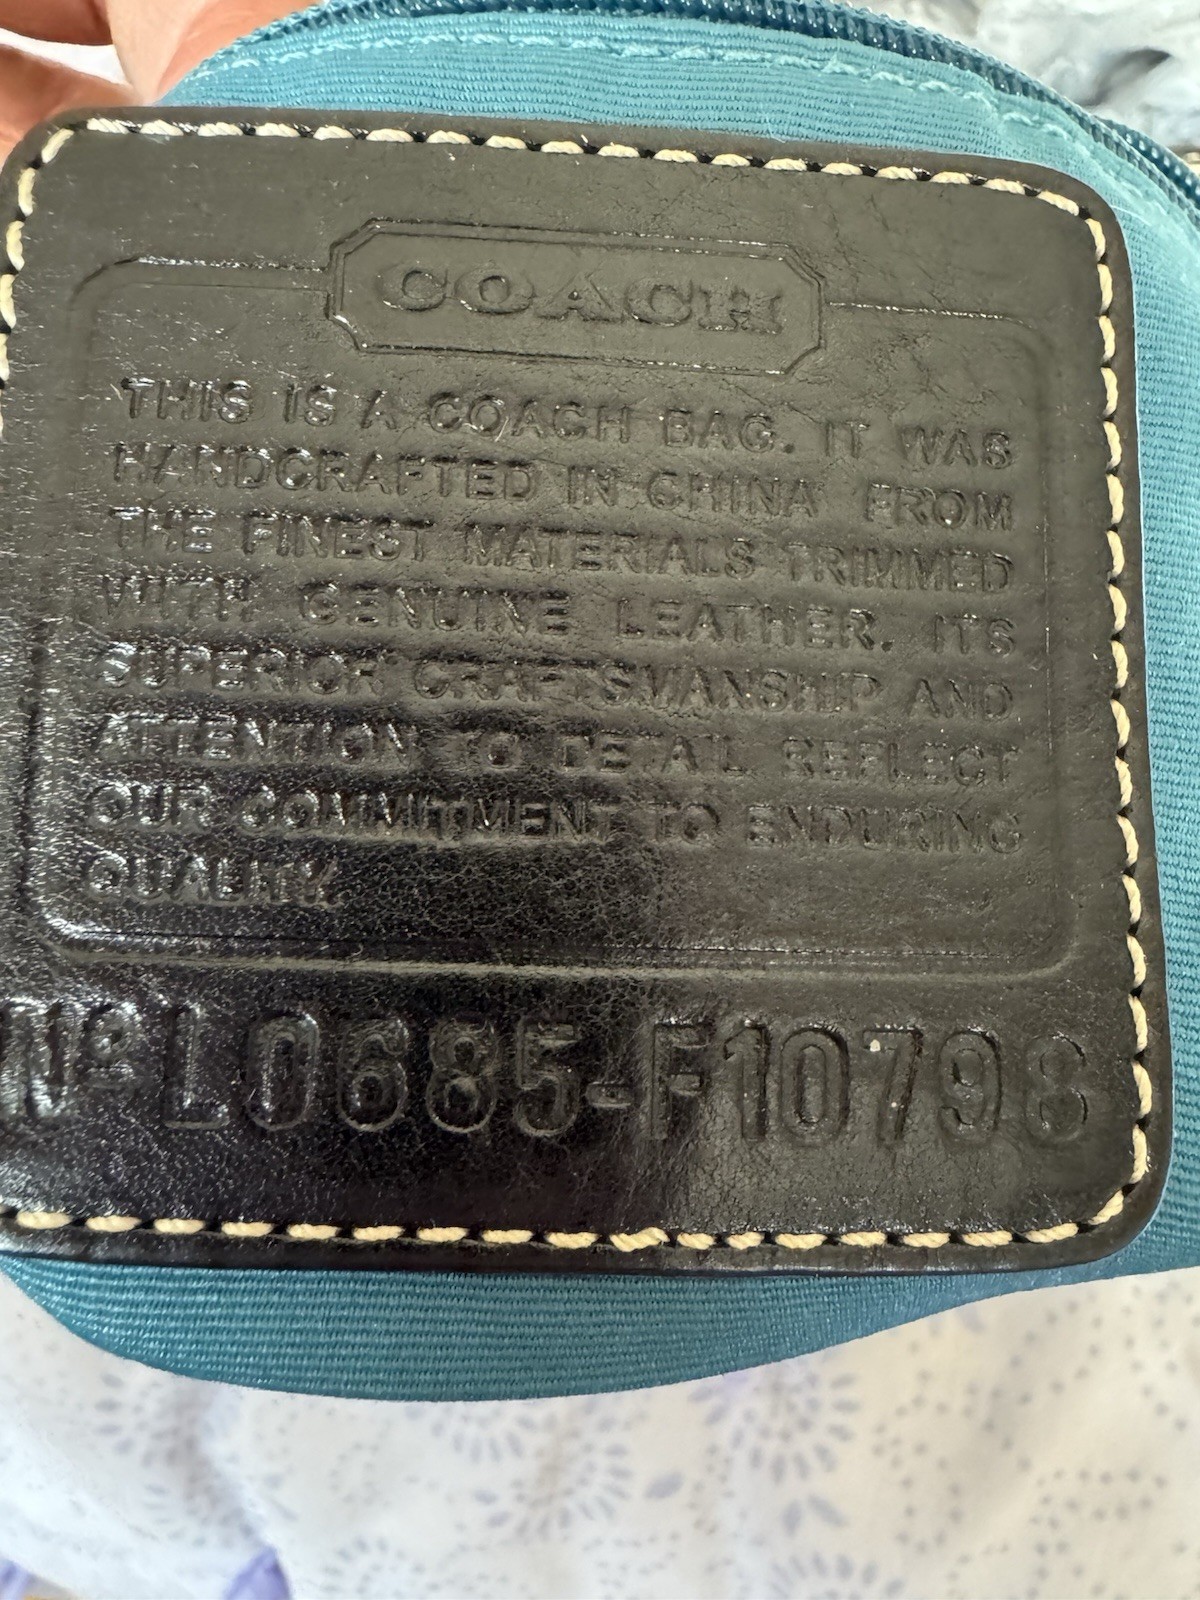 COACH
THIS IS A COACH BAG. IT WAS
HANDCRAFTED IN CHINA FROM
THE FINEST MATERIALS TRIMMED
WITH GENUINE LEATHER. ITS
SUPERIOR CRAFTSMANSHIP AND
ATTENTION TO DETAIL REFLECT
OUR COMMITMENT TO ENDURING
QUALITY.
Nº L0685-F10798